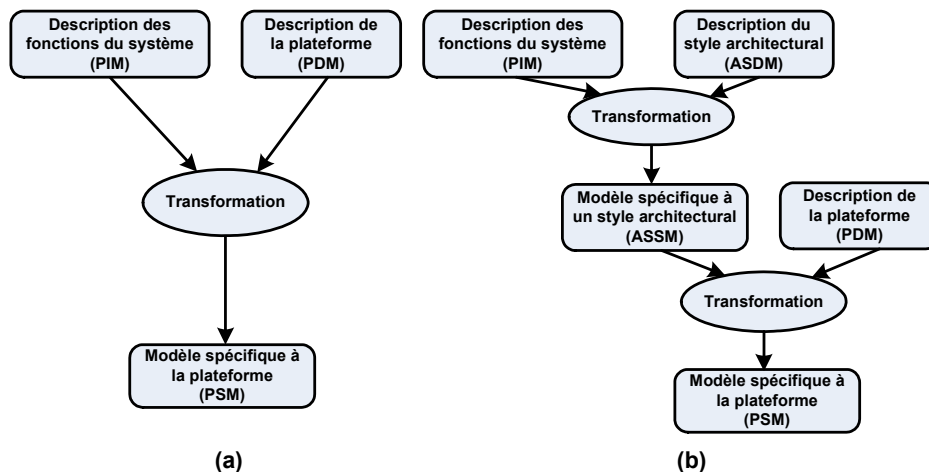 Description des
fonctions du système
(PIM)
Description de
la plateforme
(PDM)
Transformation
Modèle spécifique à
la plateforme
(PSM)
(a)
Description des
fonctions du système
(PIM)
Description du
style architectural
(ASDM)
Transformation
Modèle spécifique à
un style architectural
(ASSM)
Description de
la plateforme
(PDM)
Transformation
Modèle spécifique à
la plateforme
(PSM)
(b)